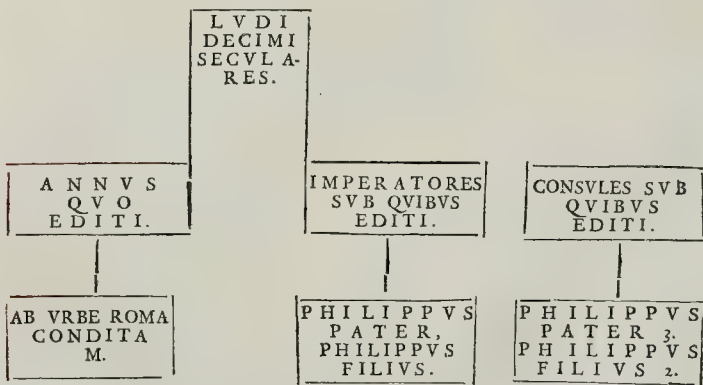 LVDI
DECIMI
SECVLA-
RES.
ANNVS
QVO
EDITI.
IMPERATORES
SVB QVIBVS
EDITI.
CONSVLES SVB
QVIBVS
EDITI.
AB VRBE ROMA
CONDITA
M.
PHILIPPVS
PATER,
PHILIPPVS
FILIVS.
PHILIPPVS
PATER 3.
PHILIPPVS
FILIVS 2.